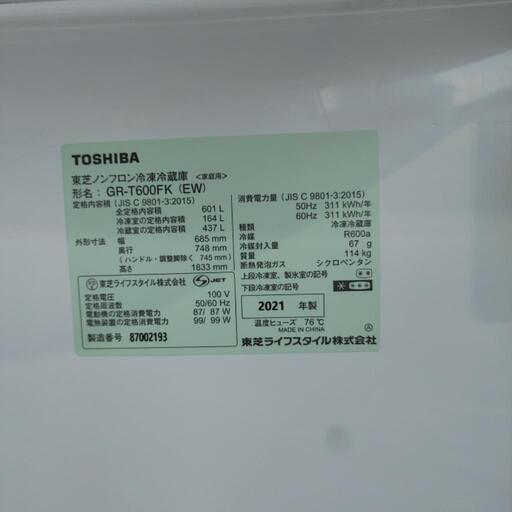 TOSHIBA
東芝ノンフロン冷凍冷蔵庫 <家庭用>
形名: GR-T600FK (EW)
定格内容積 (JIS C 9801-3:2015)
全定格内容積 601 L
冷凍室の定格内容積 164 L
冷蔵室の定格内容積 437 L
外形寸法 幅 685 mm
奥行 748 mm
(ハンドル・調整脚除く 745 mm)
高さ 1833 mm
東芝ライフスタイル株式会社 S JET
定格電圧 100 V
定格周波数 50/60 Hz
電動機の定格消費電力 87/ 87 W
電熱装置の定格消費電力 99/ 99 W
製造番号 87002193
消費電力量 (JIS C 9801-3:2015)
50Hz 311 kWh/年
60Hz 311 kWh/年
種類 冷凍冷蔵庫
冷媒 R600a
冷媒封入量 67 g
質量 114 kg
断熱発泡ガス シクロペンタン
上段冷凍室、製氷室の記号 **
下段冷凍室の記号 ****
2021 年製
温度ヒューズ 76℃
MADE IN CHINA Ⓐ
東芝ライフスタイル株式会社